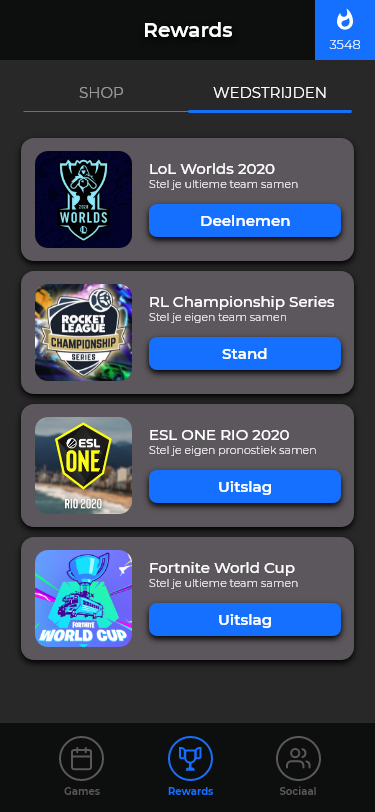 Rewards
3548
SHOP
WEDSTRIJDEN
2020
WORLDS
LoL Worlds 2020
Stel je ultieme team samen
Deelnemen
ROCKET
LEAGUE
CHAMPIONSHIP
SERIES
RL Championship Series
Stel je eigen team samen
Stand
ESL
ONE
RIO 2020
ESL ONE RIO 2020
Stel je eigen pronostiek samen
Uitslag
FORTNITE
WORLD CUP
Fortnite World Cup
Stel je ultieme team samen
Uitslag
Games
Rewards
Sociaal